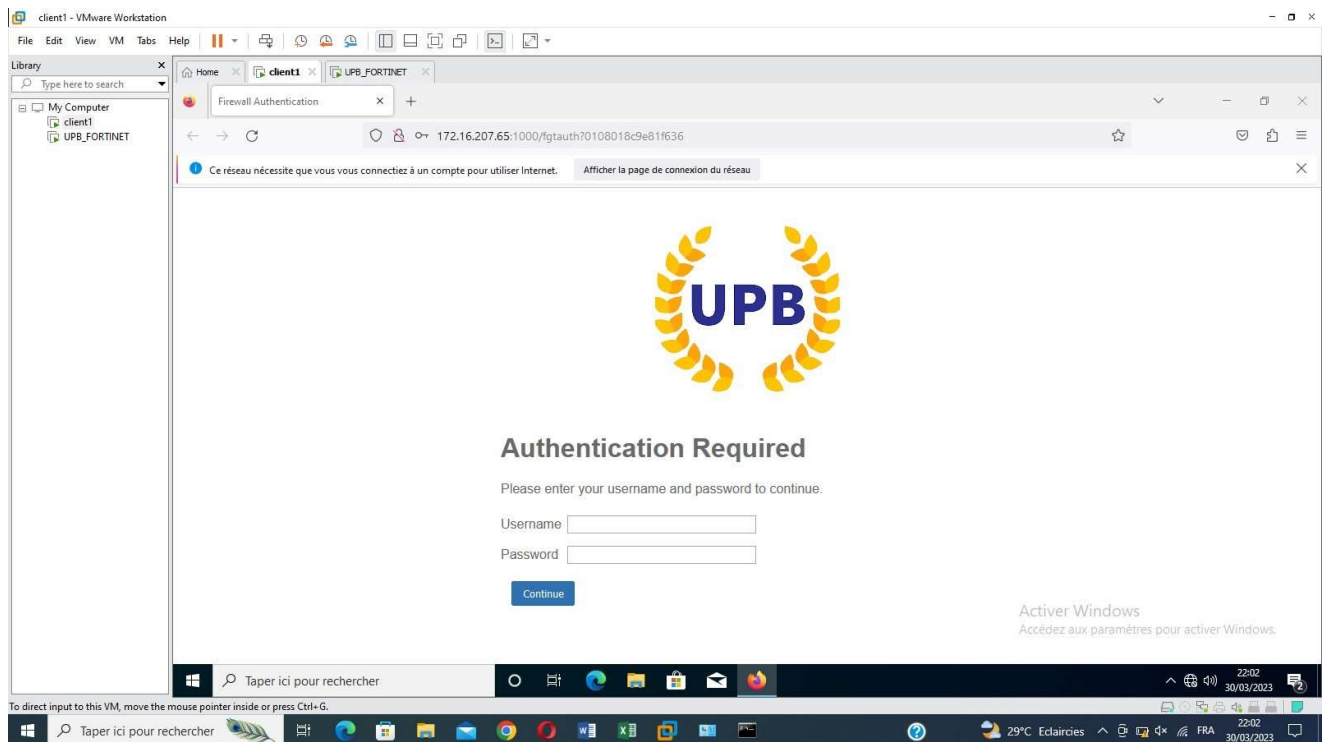 client1 - VMware Workstation
File Edit View VM Tabs Help
Library
Type here to search
My Computer
client1
UPB_FORTINET
Home client1 UPB_FORTINET
Firewall Authentication
172.16.207.65:1000/fgtauth?0108018c9e81f636
Ce réseau nécessite que vous vous connectiez à un compte pour utiliser Internet. Afficher la page de connexion du réseau
UPB
Authentication Required
Please enter your username and password to continue.
Username
Password
Continue
Activer Windows
Accédez aux paramètres pour activer Windows.
Taper ici pour rechercher
22:02
30/03/2023
To direct input to this VM, move the mouse pointer inside or press Ctrl+G.
Taper ici pour rechercher
29°C Eclaircies
FRA
22:02
30/03/2023